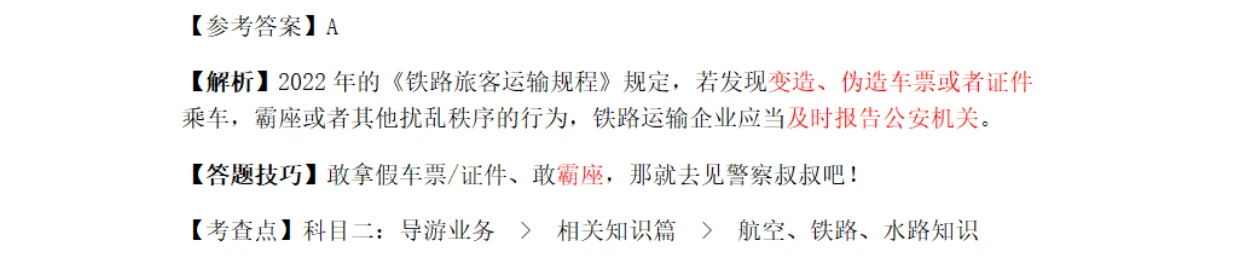 【参考答案】A
【解析】2022 年的《铁路旅客运输规程》规定，若发现变造、伪造车票或者证件
乘车，霸座或者其他扰乱秩序的行为，铁路运输企业应当及时报告公安机关。
【答题技巧】敢拿假车票/证件、敢霸座，那就去见警察叔叔吧！
【考查点】科目二：导游业务 > 相关知识篇 > 航空、铁路、水路知识